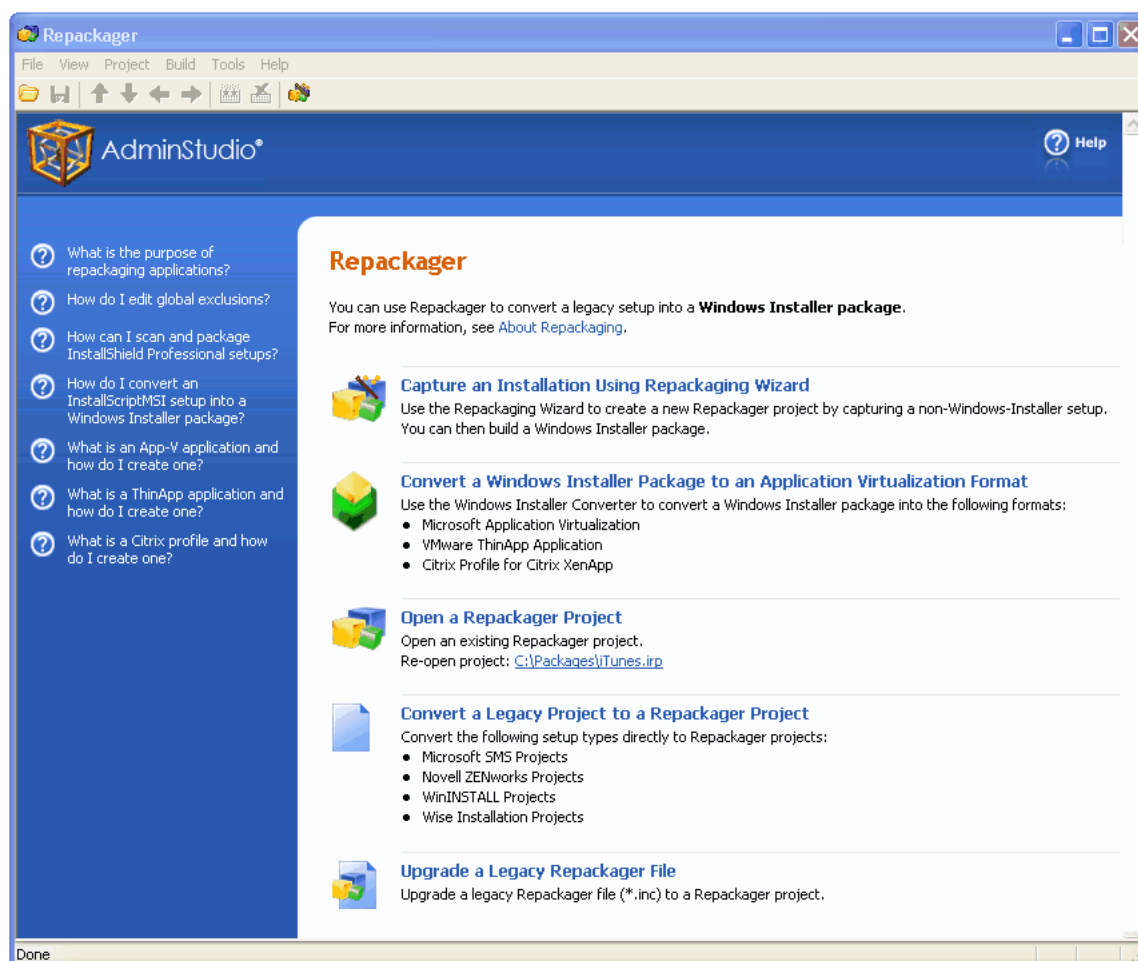 Repackager
File View Project Build Tools Help
AdminStudio®
? Help
? What is the purpose of
repackaging applications?
? How do I edit global exclusions?
? How can I scan and package
InstallShield Professional setups?
? How do I convert an
InstallScriptMSI setup into a
Windows Installer package?
? What is an App-V application and
how do I create one?
? What is a ThinApp application and
how do I create one?
? What is a Citrix profile and how
do I create one?
Repackager
You can use Repackager to convert a legacy setup into a Windows Installer package.
For more information, see About Repackaging.
Capture an Installation Using Repackaging Wizard
Use the Repackaging Wizard to create a new Repackager project by capturing a non-Windows-Installer setup.
You can then build a Windows Installer package.
Convert a Windows Installer Package to an Application Virtualization Format
Use the Windows Installer Converter to convert a Windows Installer package into the following formats:
• Microsoft Application Virtualization
• VMware ThinApp Application
• Citrix Profile for Citrix XenApp
Open a Repackager Project
Open an existing Repackager project.
Re-open project: C:\Packages\iTunes.irp
Convert a Legacy Project to a Repackager Project
Convert the following setup types directly to Repackager projects:
• Microsoft SMS Projects
• Novell ZENworks Projects
• WinINSTALL Projects
• Wise Installation Projects
Upgrade a Legacy Repackager File
Upgrade a legacy Repackager file (*.inc) to a Repackager project.
Done